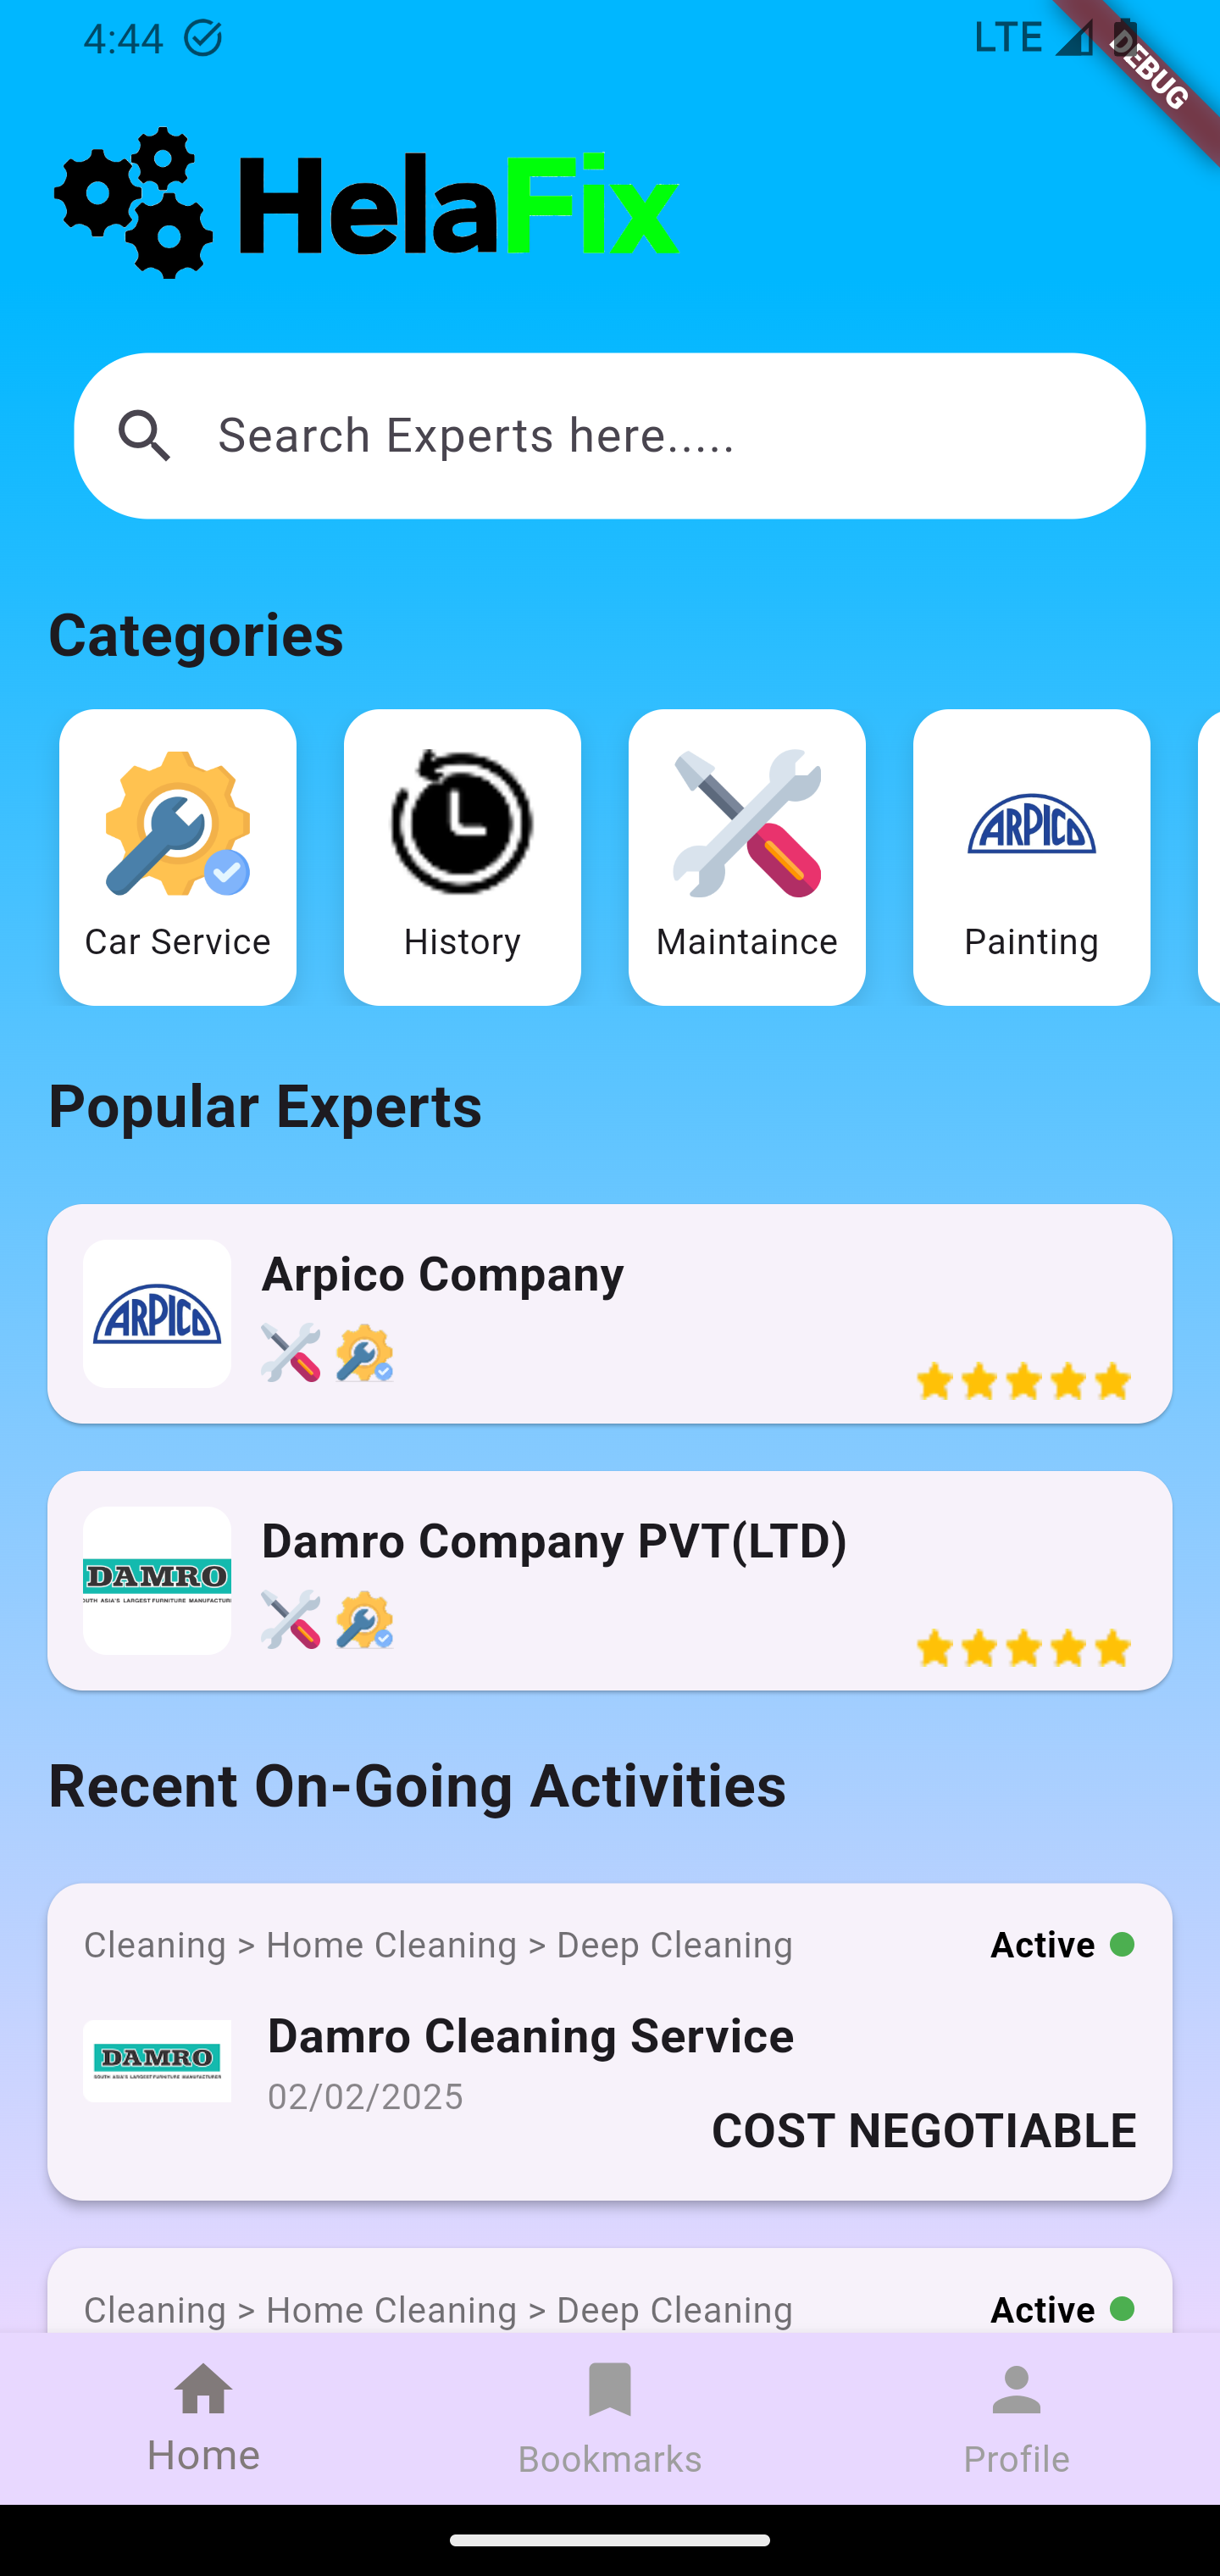 4:44
LTE
DEBUG
HelaFix
Search Experts here.....
Categories
ARPICO
Car Service
History
Maintaince
Painting
Popular Experts
Arpico Company
ARPICO
Damro Company PVT(LTD)
DAMRO
OUTH ASIA'S LARGEST FURNITURE MANUFACTUR
Recent On-Going Activities
Cleaning > Home Cleaning > Deep Cleaning
Active
Damro Cleaning Service
DAMRO
SOUTH ASIA'S LARGEST FURNITURE MANUFACTURER
02/02/2025
COST NEGOTIABLE
Cleaning > Home Cleaning > Deep Cleaning
Active
Home
Bookmarks
Profile